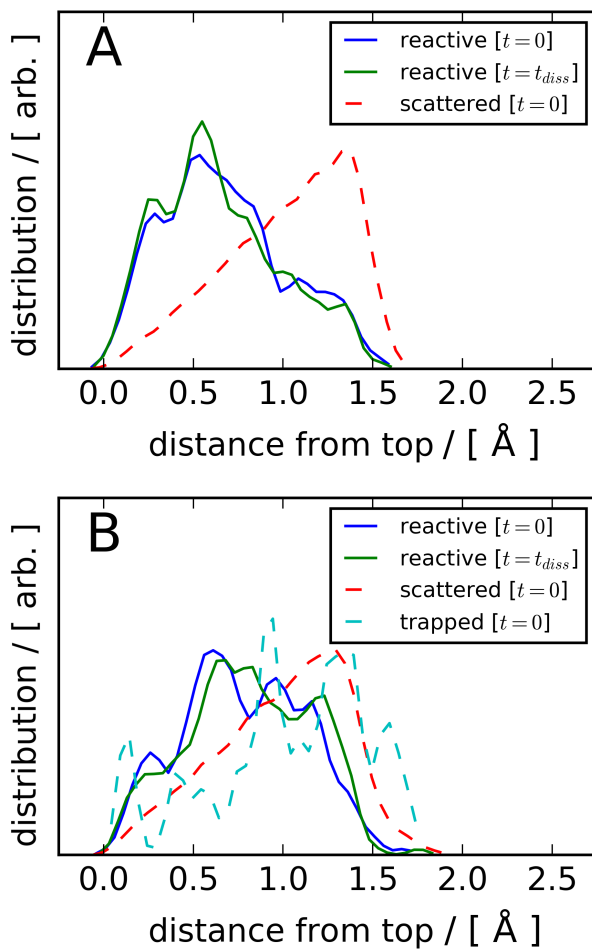 A
reactive [t=0]
reactive [t=t_diss]
scattered [t=0]
distribution / [ arb. ]
0.0 0.5 1.0 1.5 2.0 2.5
distance from top / [ Å ]
B
reactive [t=0]
reactive [t=t_diss]
scattered [t=0]
trapped [t=0]
distribution / [ arb. ]
0.0 0.5 1.0 1.5 2.0 2.5
distance from top / [ Å ]